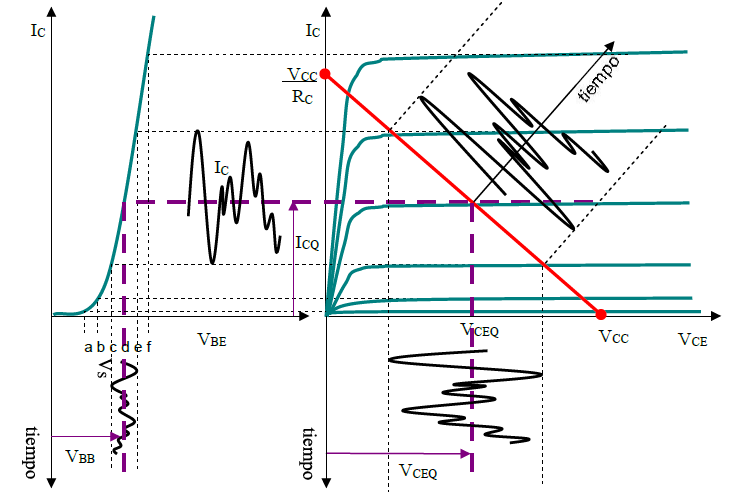 IC
IC
VCC
RC
tiempo
IC
ICQ
a b c d e f
VBE
VCEQ
VCC
VCE
Vs
tiempo
VBB
tiempo
VCEQ